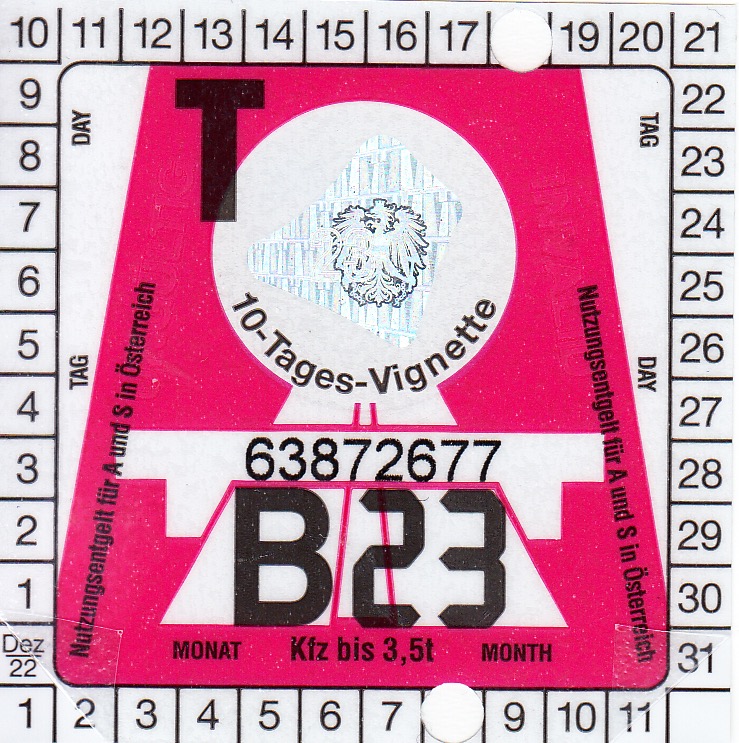 10 11 12 13 14 15 16 17 19 20 21
9 22
8 23
7 24
6 25
5 26
4 27
3 28
2 29
1 30
Dez 22 31
1 2 3 4 5 6 7 9 10 11
DAY
TAG
T
10-Tages-Vignette
TAG
DAY
Nutzungsentgelt für A und S in Österreich
Nutzungsentgelt für A und S in Österreich
63872677
B23
MONAT Kfz bis 3,5t MONTH